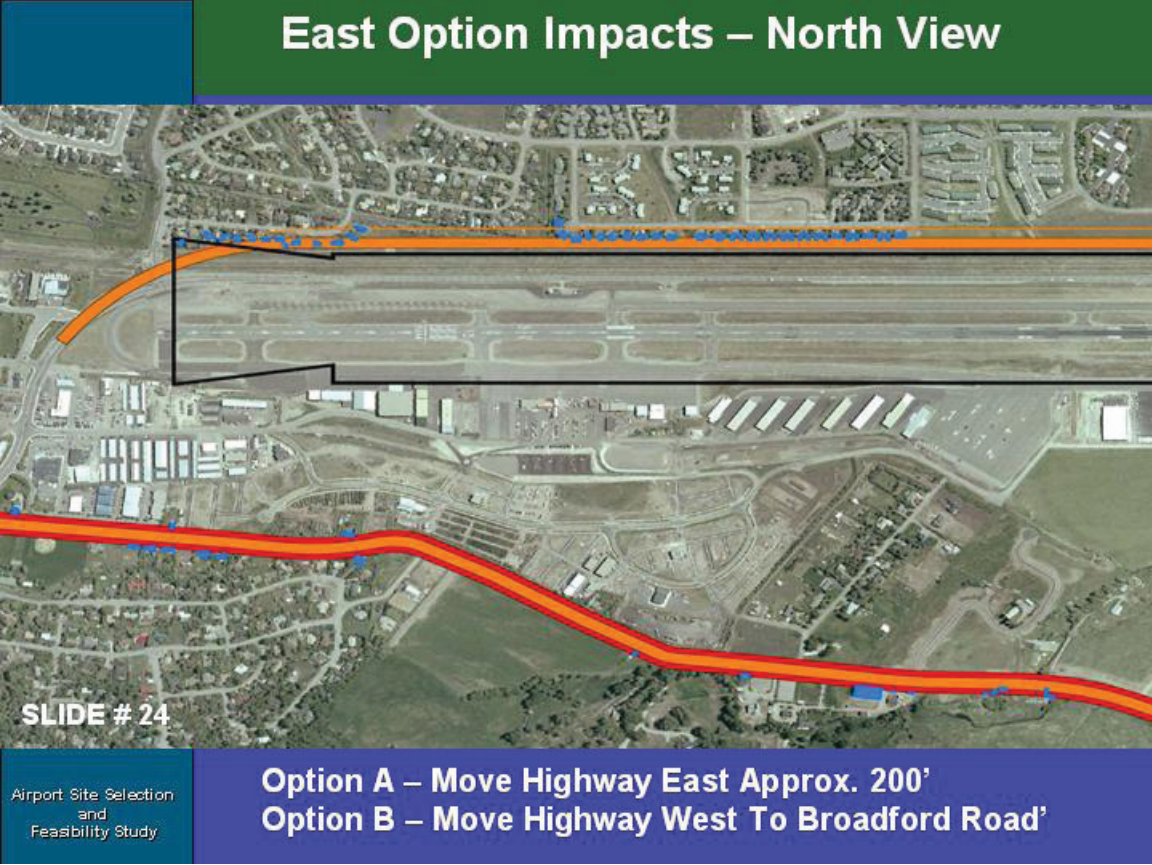 East Option Impacts – North View
SLIDE # 24
Airport Site Selection
and
Feasibility Study
Option A – Move Highway East Approx. 200’
Option B – Move Highway West To Broadford Road’